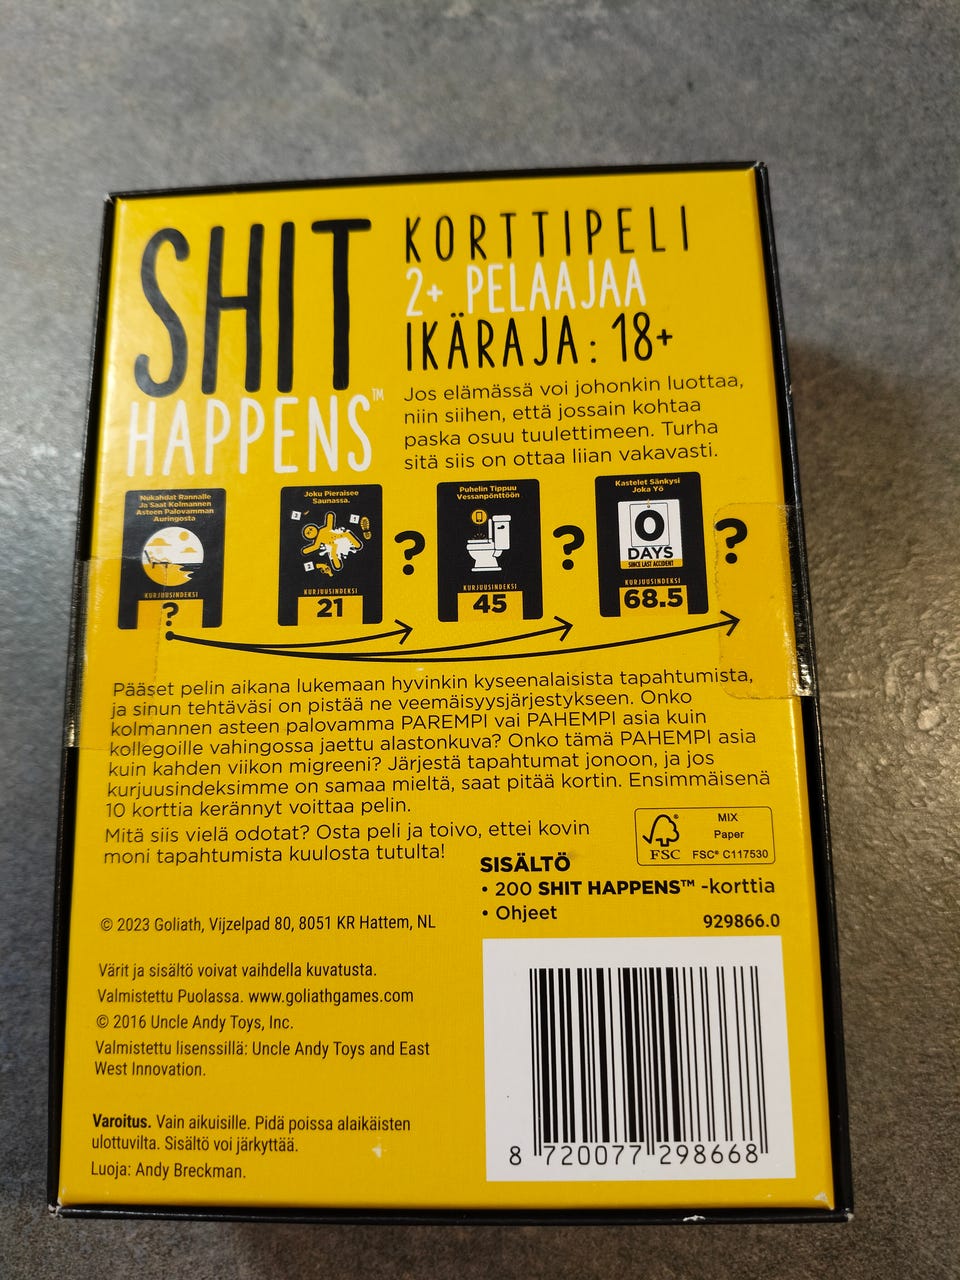 SHIT
HAPPENS™
KORTTIPELI
2+ PELAAJAA
IKÄRAJA: 18+
Jos elämässä voi johonkin luottaa,
niin siihen, että jossain kohtaa
paska osuu tuulettimeen. Turha
sitä siis on ottaa liian vakavasti.
Nukahdat Rannalle
Ja Saat Kolmannen
Asteen Palovamman
Auringosta
KURJUUSINDEKSI
?
Joku Pieraisee
Saunassa.
KURJUUSINDEKSI
21
?
Puhelin Tippuu
Vessanpönttöön
KURJUUSINDEKSI
45
?
Kastelet Sänkysi
Joka Yö
0
DAYS
SINCE LAST ACCIDENT
KURJUUSINDEKSI
68.5
?
Pääset pelin aikana lukemaan hyvinkin kyseenalaisista tapahtumista,
ja sinun tehtäväsi on pistää ne veemäisyysjärjestykseen. Onko
kolmannen asteen palovamma PAREMPI vai PAHEMPI asia kuin
kollegoille vahingossa jaettu alastonkuva? Onko tämä PAHEMPI asia
kuin kahden viikon migreeni? Järjestä tapahtumat jonoon, ja jos
kurjuusindeksimme on samaa mieltä, saat pitää kortin. Ensimmäisenä
10 korttia kerännyt voittaa pelin.
Mitä siis vielä odotat? Osta peli ja toivo, ettei kovin
moni tapahtumista kuulosta tutulta!
FSC
MIX
Paper
FSC® C117530
SISÄLTÖ
• 200 SHIT HAPPENS™ -korttia
• Ohjeet
929866.0
© 2023 Goliath, Vijzelpad 80, 8051 KR Hattem, NL
Värit ja sisältö voivat vaihdella kuvatusta.
Valmistettu Puolassa. www.goliathgames.com
© 2016 Uncle Andy Toys, Inc.
Valmistettu lisenssillä: Uncle Andy Toys and East
West Innovation.
Varoitus. Vain aikuisille. Pidä poissa alaikäisten
ulottuvilta. Sisältö voi järkyttää.
Luoja: Andy Breckman.
8 720077 298668